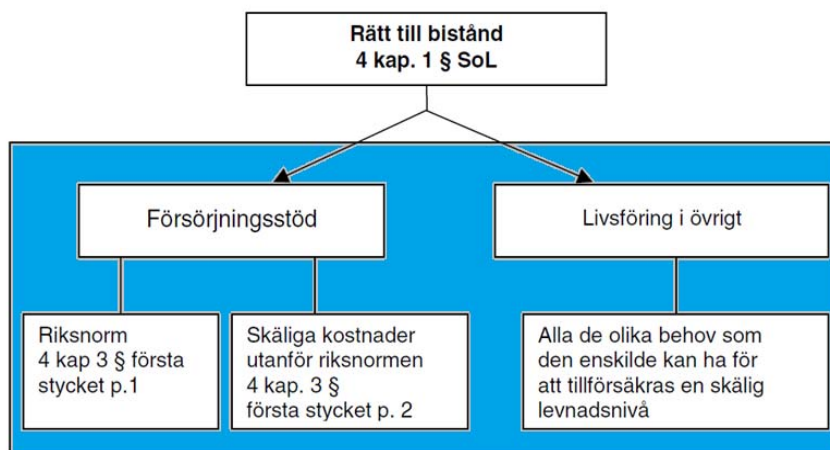 Rätt till bistånd
4 kap. 1 § SoL
Försörjningsstöd
Livsföring i övrigt
Riksnorm
4 kap 3 § första
stycket p.1
Skäliga kostnader
utanför riksnormen
4 kap. 3 §
första stycket p. 2
Alla de olika behov som
den enskilde kan ha för
att tillförsäkras en skälig
levnadsnivå